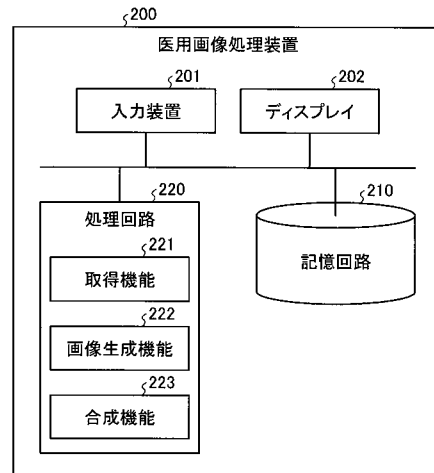 200
医用画像処理装置
201
入力装置
202
ディスプレイ
220
処理回路
221
取得機能
222
画像生成機能
223
合成機能
210
記憶回路